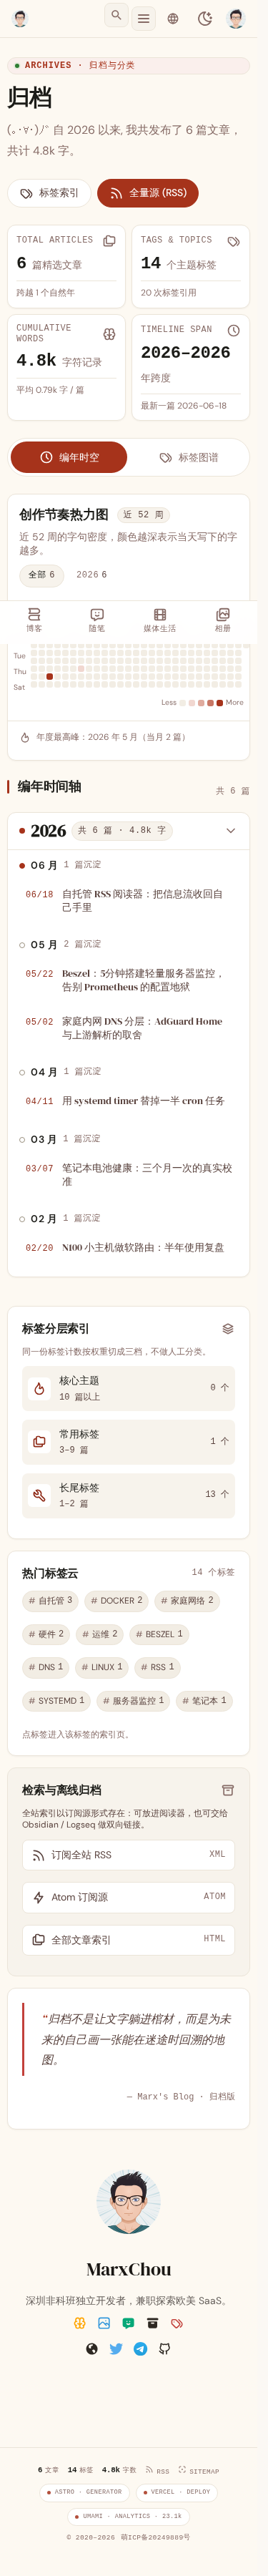 ARCHIVES · 归档与分类
归档
(｡･∀･)ﾉﾞ 自 2026 以来, 我共发布了 6 篇文章，
共计 4.8k 字。
标签索引
全量源 (RSS)
TOTAL ARTICLES
6 篇精选文章
跨越 1 个自然年
TAGS & TOPICS
14 个主题标签
20 次标签引用
CUMULATIVE
WORDS
4.8k 字符记录
平均 0.79k 字 / 篇
TIMELINE SPAN
2026–2026
年跨度
最新一篇 2026-06-18
编年时空
标签图谱
创作节奏热力图 近 52 周
近 52 周的字句密度，颜色越深表示当天写下的字
越多。
全部 6
2026 6
博客
随笔
媒体生活
相册
Tue
Thu
Sat
Less
More
年度最高峰：2026 年 5 月（当月 2 篇）
编年时间轴
共 6 篇
2026 共 6 篇 · 4.8k 字
06 月 1 篇沉淀
06/18 自托管 RSS 阅读器：把信息流收回自
己手里
05 月 2 篇沉淀
05/22 Beszel：5分钟搭建轻量服务器监控，
告别 Prometheus 的配置地狱
05/02 家庭内网 DNS 分层：AdGuard Home
与上游解析的取舍
04 月 1 篇沉淀
04/11 用 systemd timer 替掉一半 cron 任务
03 月 1 篇沉淀
03/07 笔记本电池健康：三个月一次的真实校
准
02 月 1 篇沉淀
02/20 N100 小主机做软路由：半年使用复盘
标签分层索引
同一份标签计数按权重切成三档，不做人工分类。
核心主题
10 篇以上
0 个
常用标签
3–9 篇
1 个
长尾标签
1–2 篇
13 个
热门标签云
14 个标签
# 自托管 3
# DOCKER 2
# 家庭网络 2
# 硬件 2
# 运维 2
# BESZEL 1
# DNS 1
# LINUX 1
# RSS 1
# SYSTEMD 1
# 服务器监控 1
# 笔记本 1
点标签进入该标签的索引页。
检索与离线归档
全站索引以可订阅形式存在：可放进阅读器，也可交给
Obsidian / Logseq 做双向链接。
订阅全站 RSS
XML
Atom 订阅源
ATOM
全部文章索引
HTML
“归档不是让文字躺进棺材，而是为未
来的自己画一张能在迷途时回溯的地
图。
— Marx's Blog · 归档版
MarxChou
深圳非科班独立开发者，兼职探索欧美 SaaS。
6 文章
14 标签
4.8k 字数
RSS
SITEMAP
ASTRO · GENERATOR
VERCEL · DEPLOY
UMAMI · ANALYTICS · 23.1k
© 2020–2026 萌ICP备20249869号